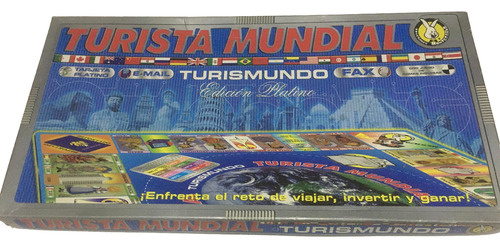 TURISTA MUNDIAL
TARJETA PLATINO
E-MAIL
TURISMUNDO
FAX
Edición Platino
TURISMUNDO
TURISTA MUNDIAL
¡Enfrenta el reto de viajar, invertir y ganar!
TURISTA MUNDIAL
TURISMUNDO